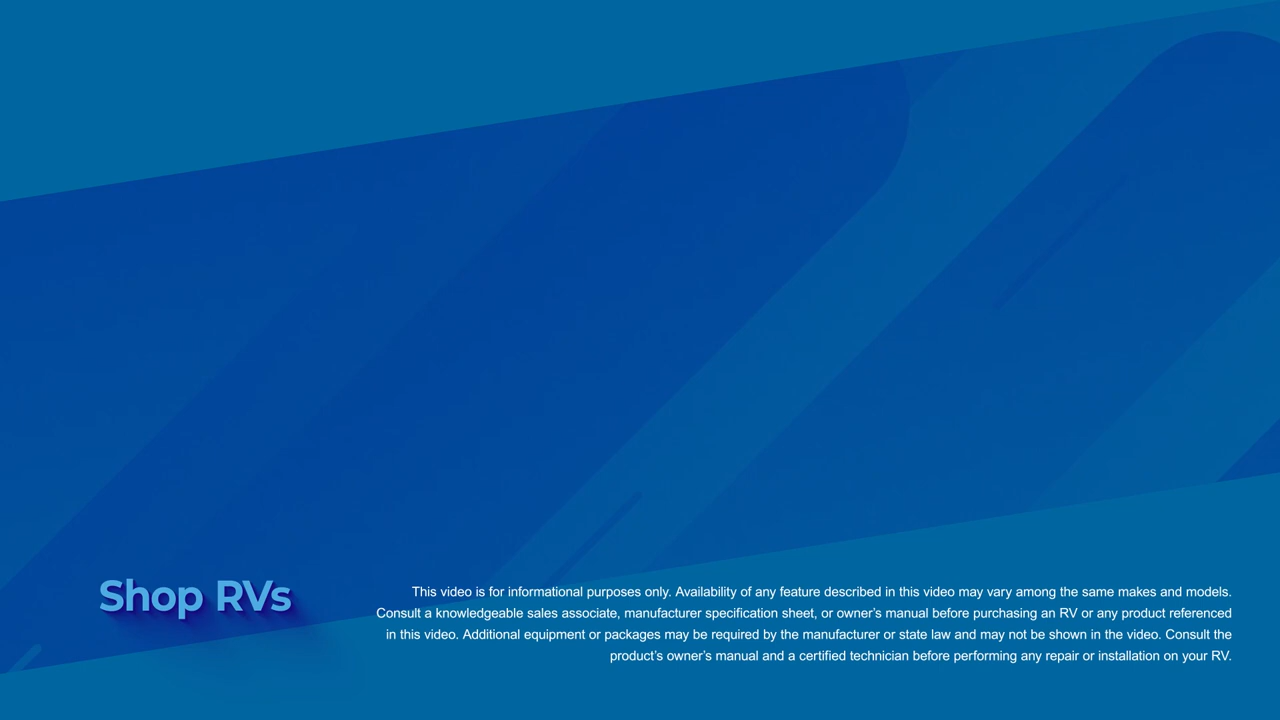 Shop RVs
This video is for informational purposes only. Availability of any feature described in this video may vary among the same makes and models.
Consult a knowledgeable sales associate, manufacturer specification sheet, or owner’s manual before purchasing an RV or any product referenced
in this video. Additional equipment or packages may be required by the manufacturer or state law and may not be shown in the video. Consult the
product’s owner’s manual and a certified technician before performing any repair or installation on your RV.